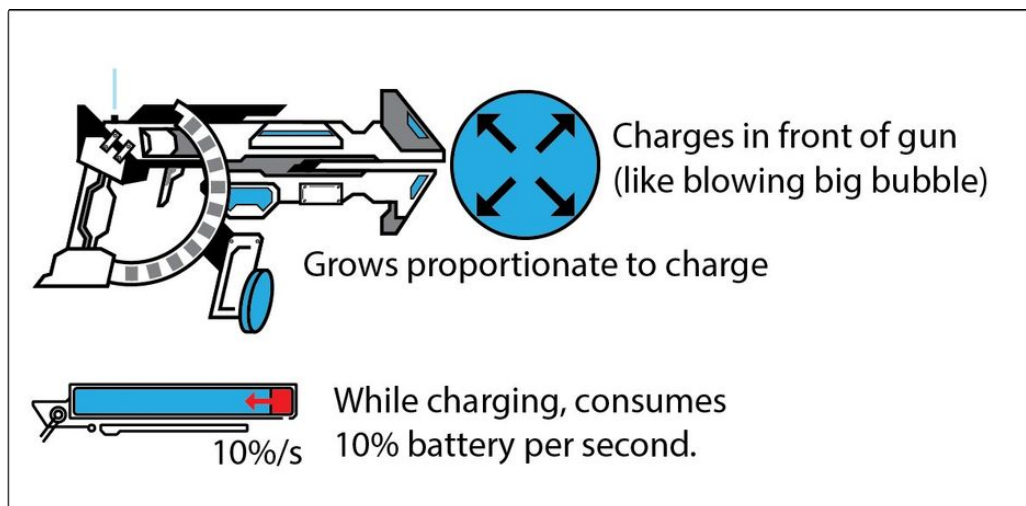 Charges in front of gun
(like blowing big bubble)
Grows proportionate to charge
While charging, consumes
10%/s
10% battery per second.